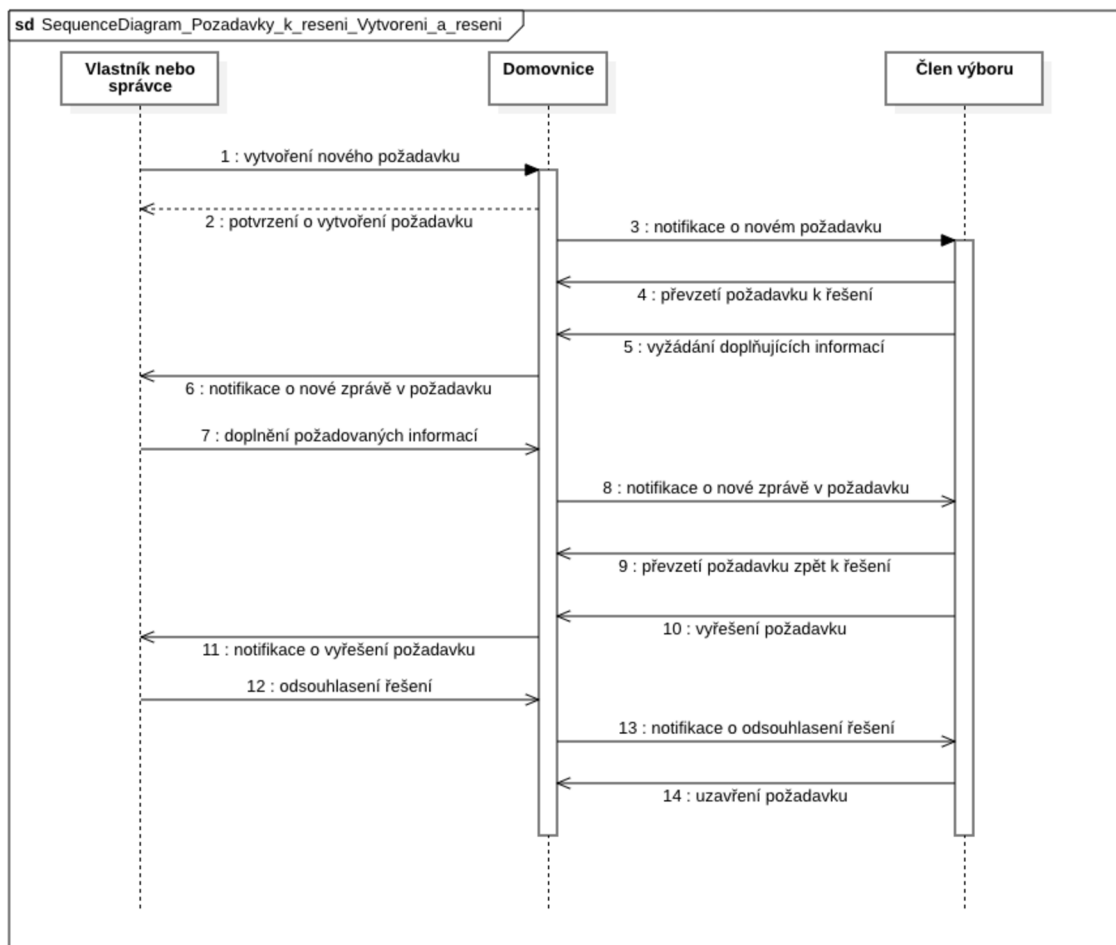 sd SequenceDiagram_Pozadavky_k_reseni_Vytvoreni_a_reseni
Vlastník nebo
správce
Domovnice
Člen výboru
1 : vytvoření nového požadavku
2 : potvrzení o vytvoření požadavku
3 : notifikace o novém požadavku
4 : převzetí požadavku k řešení
5 : vyžádání doplňujících informací
6 : notifikace o nové zprávě v požadavku
7 : doplnění požadovaných informací
8 : notifikace o nové zprávě v požadavku
9 : převzetí požadavku zpět k řešení
10 : vyřešení požadavku
11 : notifikace o vyřešení požadavku
12 : odsouhlasení řešení
13 : notifikace o odsouhlasení řešení
14 : uzavření požadavku